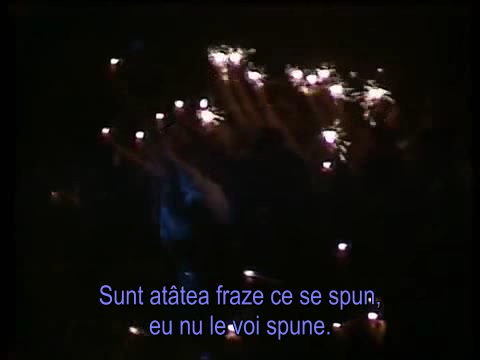 Sunt atâtea fraze ce se spun,
eu nu le voi spune.